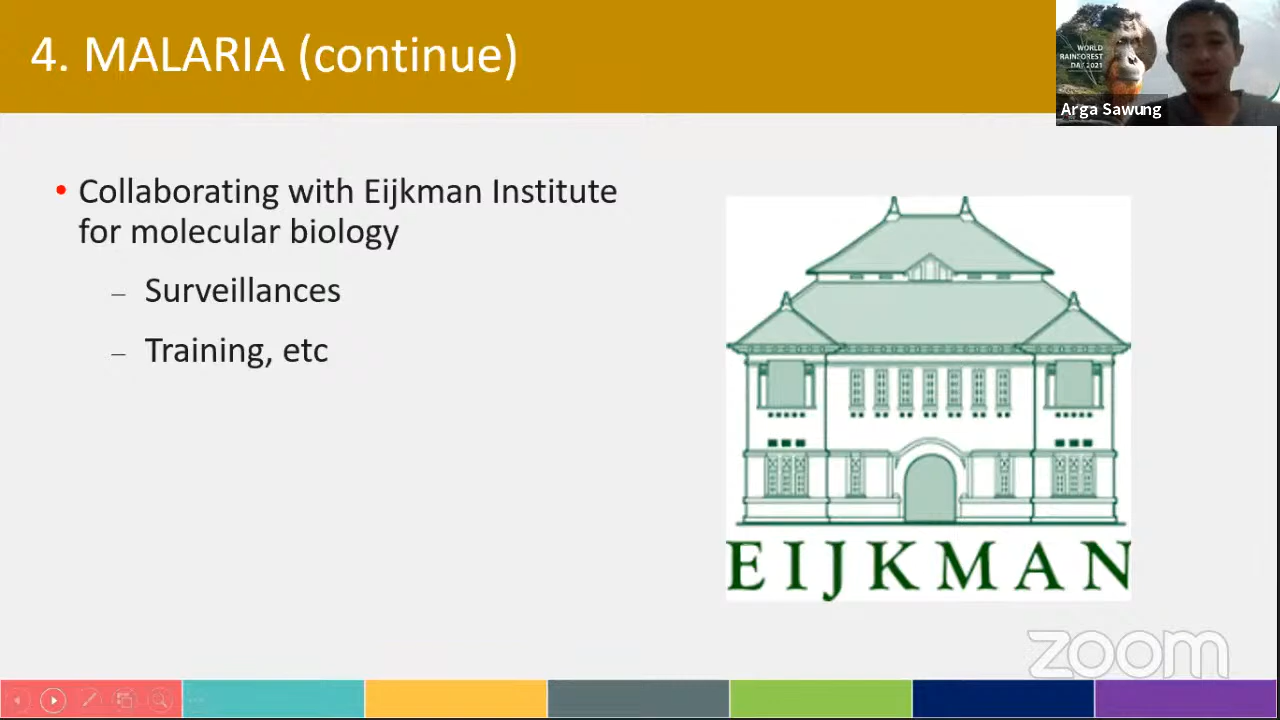 4. MALARIA (continue)
WORLD
RAINFOREST
DAY 2021
Arga Sawung
• Collaborating with Eijkman Institute
for molecular biology
– Surveillances
– Training, etc
EIJKMAN
zoom